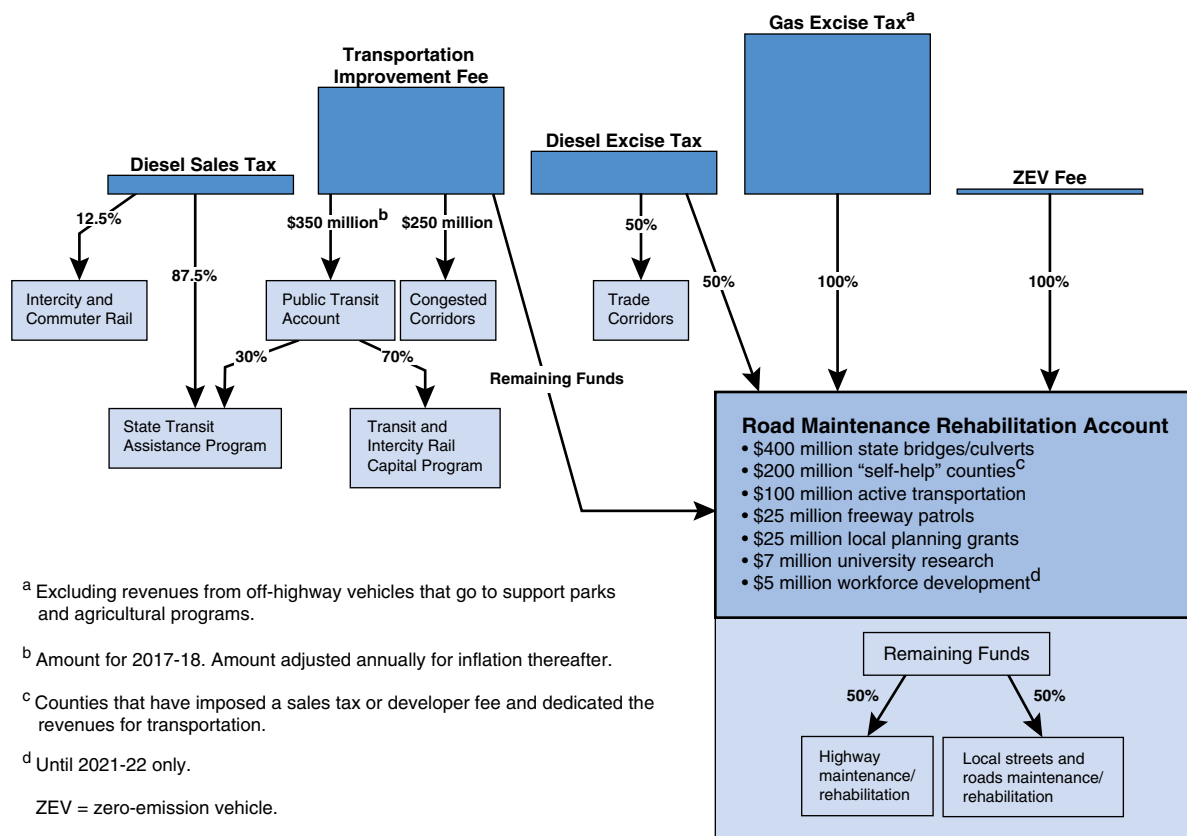 Gas Excise Taxᵃ
Transportation
Improvement Fee
Diesel Excise Tax
Diesel Sales Tax
ZEV Fee
12.5%
$350 millionᵇ
$250 million
50%
87.5%
50%
100%
100%
Intercity and
Commuter Rail
Public Transit
Account
Congested
Corridors
Trade
Corridors
30%
70%
Remaining Funds
State Transit
Assistance Program
Transit and
Intercity Rail
Capital Program
Road Maintenance Rehabilitation Account
• $400 million state bridges/culverts
• $200 million “self-help” countiesᶜ
• $100 million active transportation
• $25 million freeway patrols
• $25 million local planning grants
• $7 million university research
• $5 million workforce developmentᵈ
Remaining Funds
50%
50%
Highway
maintenance/
rehabilitation
Local streets and
roads maintenance/
rehabilitation
ᵃ Excluding revenues from off-highway vehicles that go to support parks
and agricultural programs.
ᵇ Amount for 2017-18. Amount adjusted annually for inflation thereafter.
ᶜ Counties that have imposed a sales tax or developer fee and dedicated the
revenues for transportation.
ᵈ Until 2021-22 only.
ZEV = zero-emission vehicle.